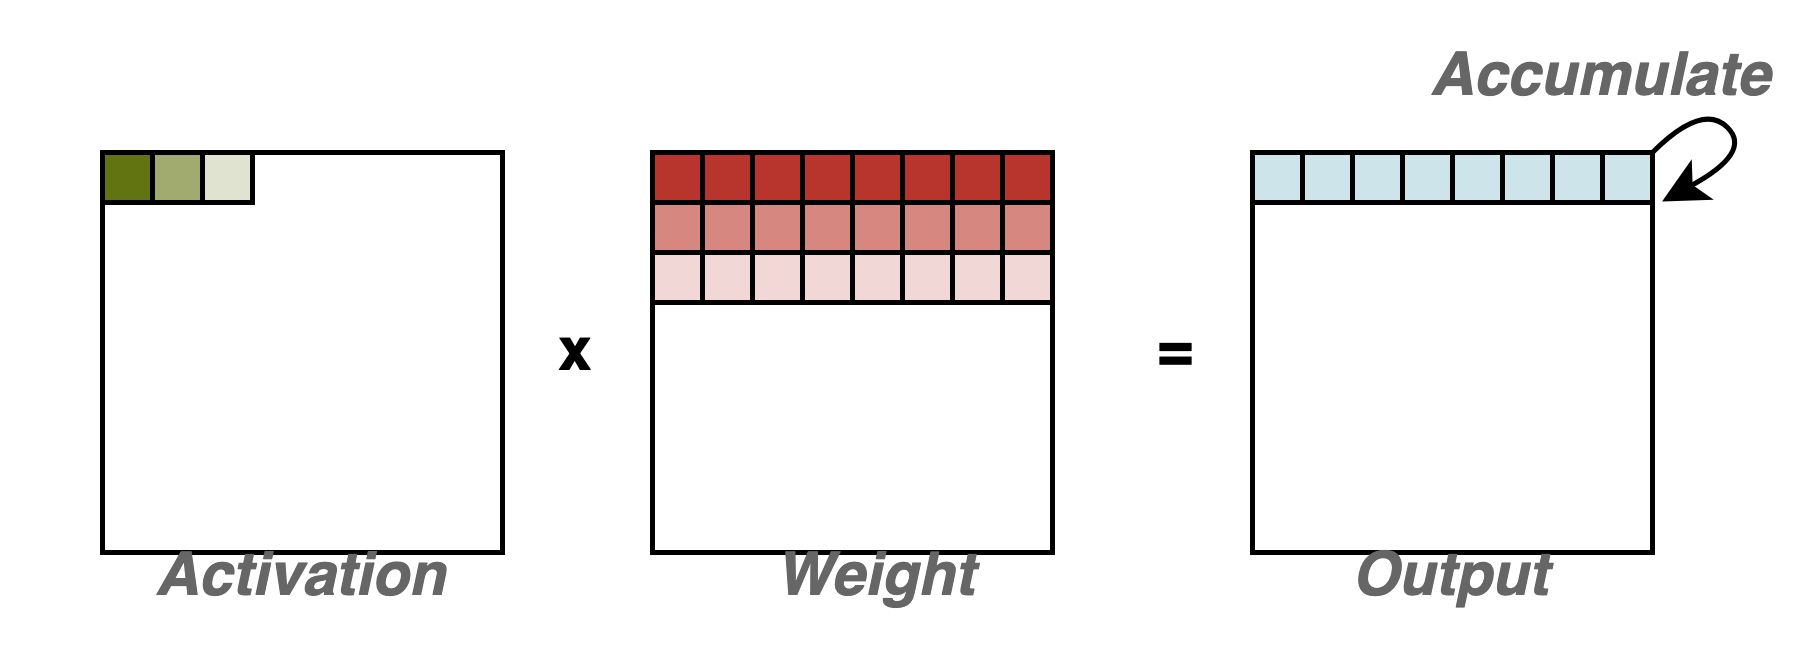 Accumulate
x
=
Activation
Weight
Output